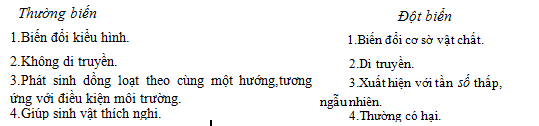 Thường biến
1.Biến đổi kiểu hình.
2.Không di truyền.
3.Phát sinh đồng loạt theo cùng một hướng,tương
ứng với điều kiện môi trường.
4.Giúp sinh vật thích nghi.
Đột biến
1.Biến đổi cơ sở vật chất.
2.Di truyền.
3.Xuất hiện với tần số thấp,
ngẫu nhiên.
4.Thường có hại.